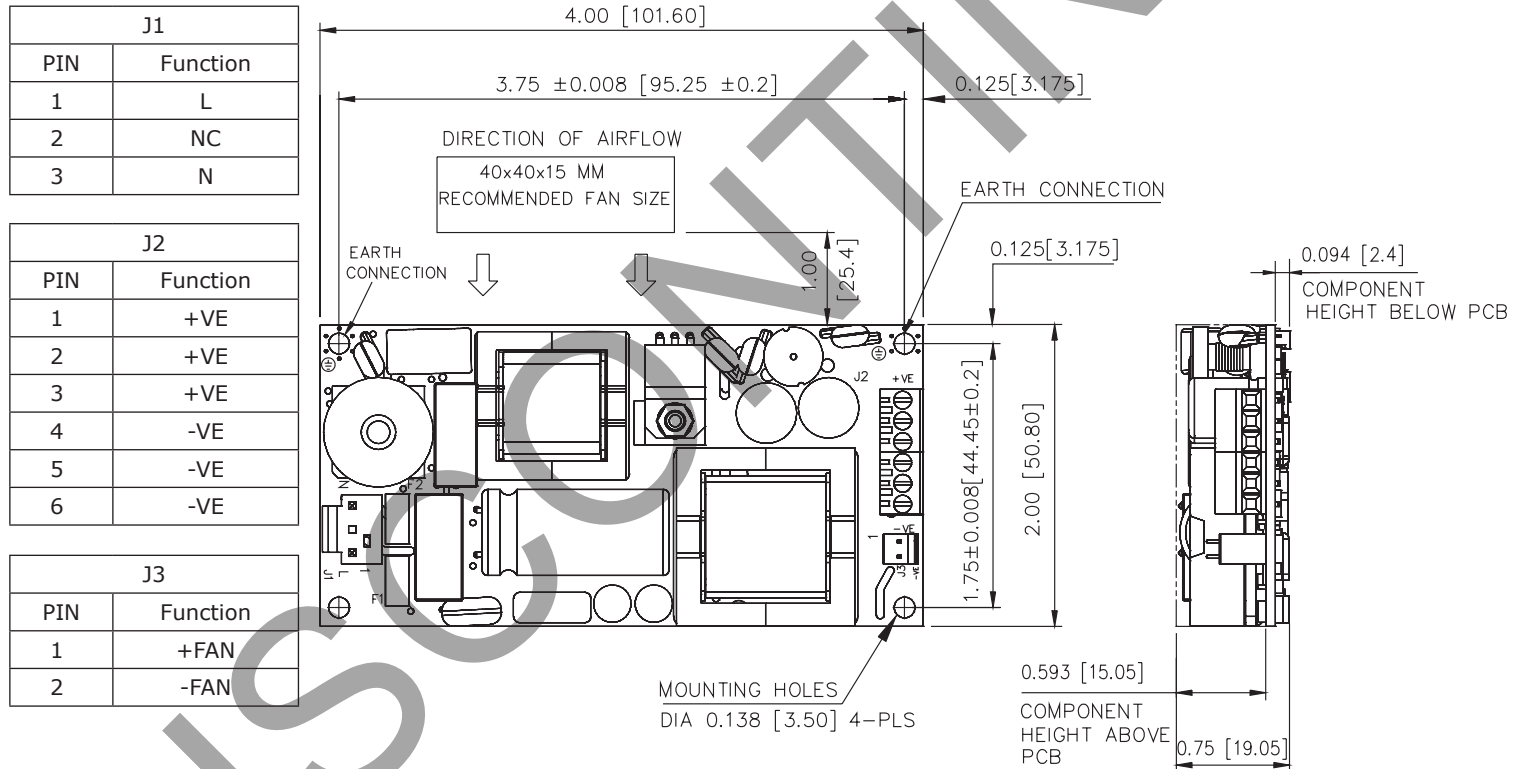 J1
PIN Function
1 L
2 NC
3 N
J2
PIN Function
1 +VE
2 +VE
3 +VE
4 -VE
5 -VE
6 -VE
J3
PIN Function
1 +FAN
2 -FAN
4.00 [101.60]
3.75 ±0.008 [95.25 ±0.2]
0.125[3.175]
DIRECTION OF AIRFLOW
40x40x15 MM
RECOMMENDED FAN SIZE
EARTH CONNECTION
EARTH
CONNECTION
1.00
[25.4]
0.125[3.175]
0.094 [2.4]
COMPONENT
HEIGHT BELOW PCB
J2
+VE
N
F2
1.75±0.008[44.45±0.2]
2.00 [50.80]
-VE
1
J3
-VE
J1
L
1
F1
MOUNTING HOLES
DIA 0.138 [3.50] 4-PLS
0.593 [15.05]
COMPONENT
HEIGHT ABOVE
PCB
0.75 [19.05]
ISCONTIN